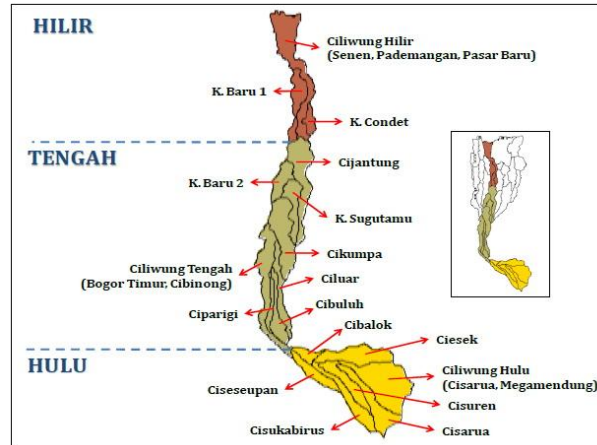 HILIR
Ciliwung Hilir
(Senen, Pademangan, Pasar Baru)
K. Baru 1
K. Condet
TENGAH
Cijantung
K. Baru 2
K. Sugutamu
Cikumpa
Ciliwung Tengah
(Bogor Timur, Cibinong)
Ciluar
Ciparigi
Cibuluh
Cibalok
Ciesek
HULU
Ciliwung Hulu
(Cisarua, Megamendung)
Ciseseupan
Cisuren
Cisukabirus
Cisarua